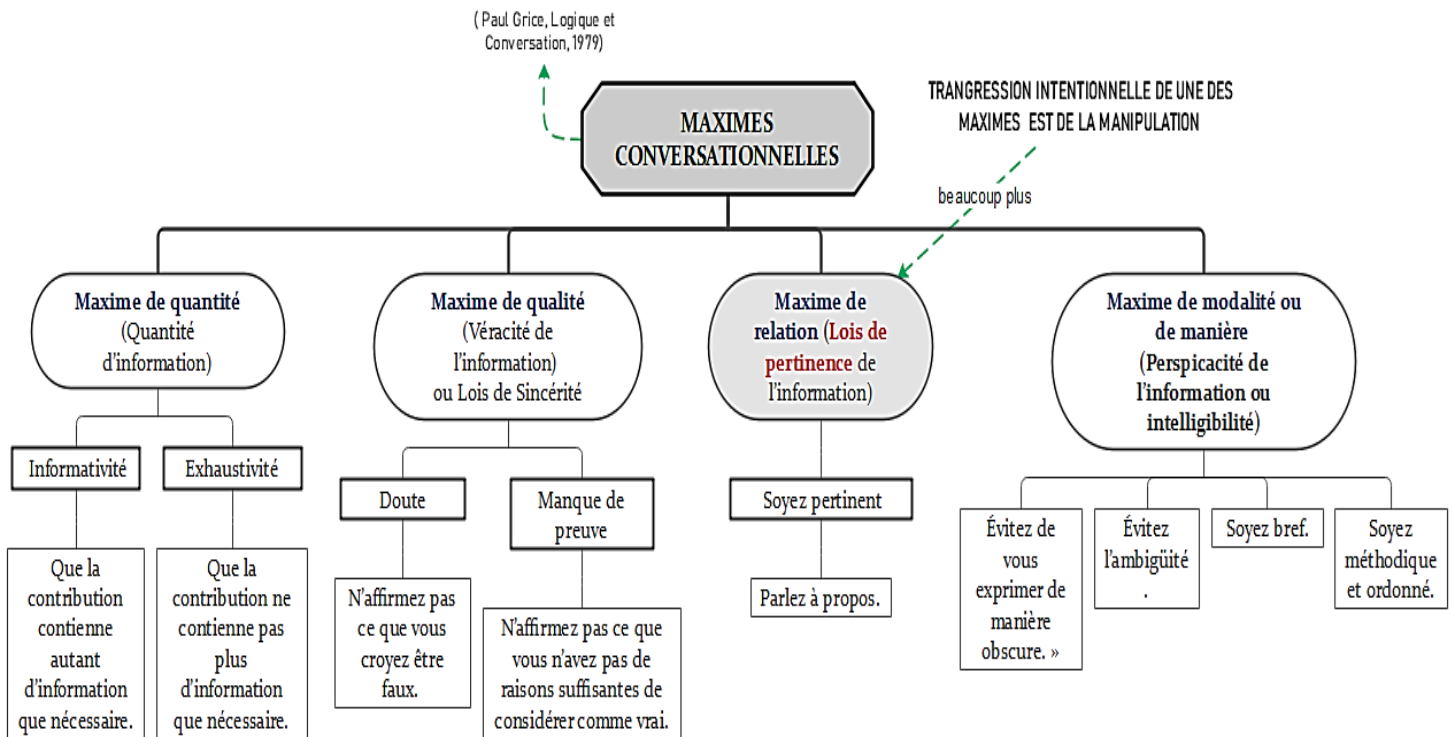 ( Paul Grice, Logique et
Conversation, 1979)
TRANGRESSION INTENTIONNELLE DE UNE DES
MAXIMES EST DE LA MANIPULATION
MAXIMES
CONVERSATIONNELLES
beaucoup plus
Maxime de quantité
(Quantité
d'information)
Maxime de qualité
(Véracité de
l'information)
ou Lois de Sincérité
Maxime de
relation (Lois de
pertinence de
l'information)
Maxime de modalité ou
de manière
(Perspicacité de
l'information ou
intelligibilité)
Informativité
Exhaustivité
Doute
Manque de
preuve
Soyez pertinent
Évitez de
vous
exprimer de
manière
obscure. »
Évitez
l'ambigüité
.
Soyez bref.
Soyez
méthodique
et ordonné.
Que la
contribution
contienne
autant
d'information
que nécessaire.
Que la
contribution ne
contienne pas
plus
d'information
que nécessaire.
N'affirmez pas
ce que vous
croyez être
faux.
N'affirmez pas ce que
vous n'avez pas de
raisons suffisantes de
considérer comme vrai.
Parlez à propos.